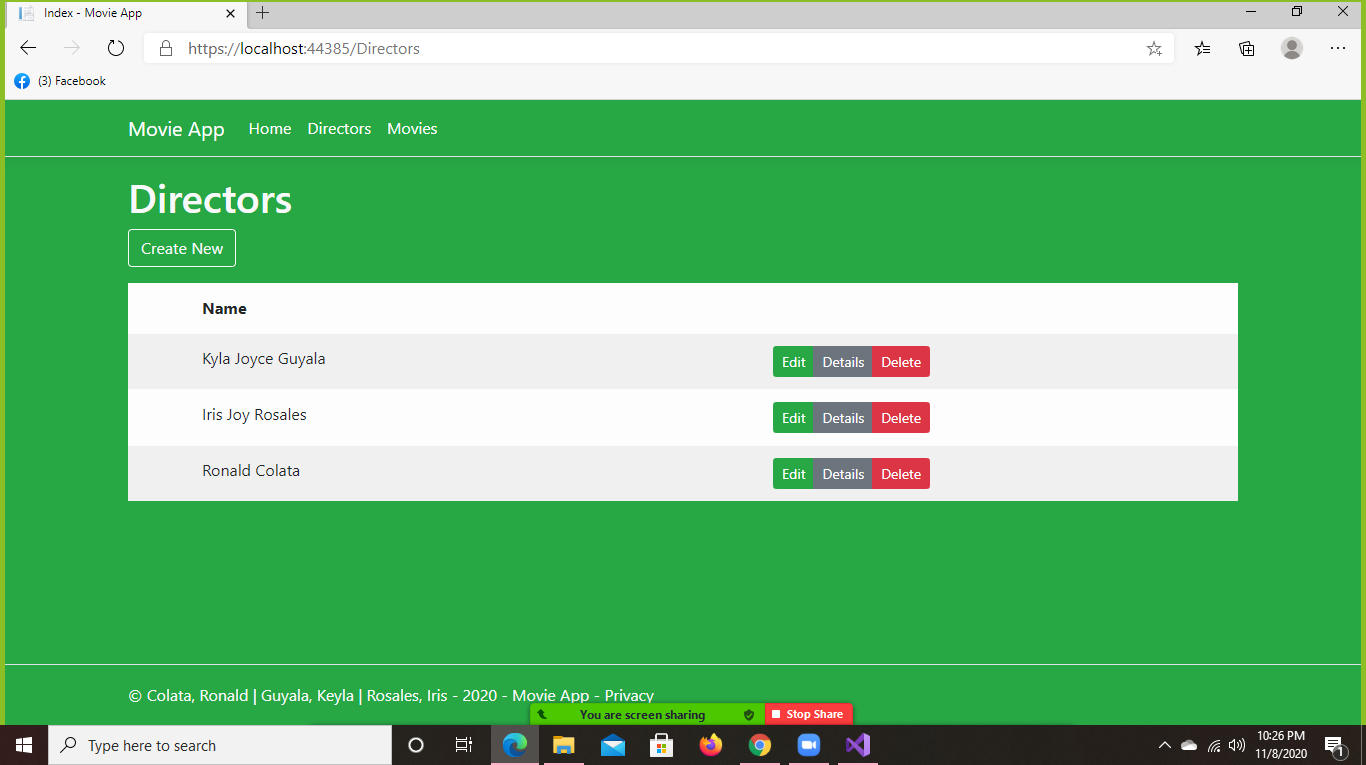 Index - Movie App
https://localhost:44385/Directors
(3) Facebook
Movie App Home Directors Movies
Directors
Create New
Name
Kyla Joyce Guyala Edit Details Delete
Iris Joy Rosales Edit Details Delete
Ronald Colata Edit Details Delete
© Colata, Ronald | Guyala, Keyla | Rosales, Iris - 2020 - Movie App - Privacy
You are screen sharing Stop Share
Type here to search
10:26 PM
11/8/2020
1